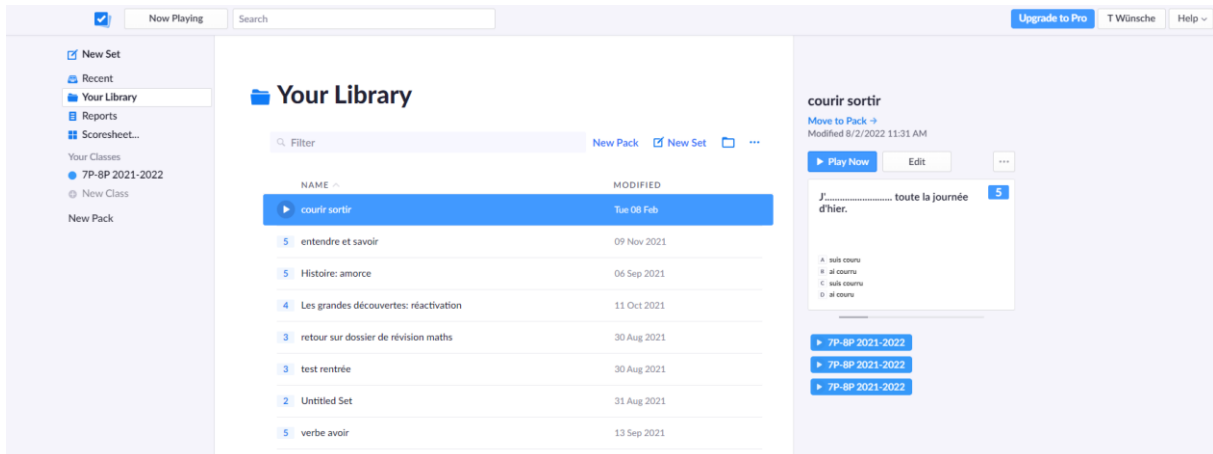 Now Playing
Search
Upgrade to Pro
T Wünsche
Help
New Set
Recent
Your Library
Reports
Scoresheet...
Your Classes
7P-8P 2021-2022
New Class
New Pack
Your Library
Filter
New Pack
New Set
...
NAME MODIFIED
courir sortir Tue 08 Feb
5 entendre et savoir 09 Nov 2021
5 Histoire: amorce 06 Sep 2021
4 Les grandes découvertes: réactivation 11 Oct 2021
3 retour sur dossier de révision maths 30 Aug 2021
3 test rentrée 30 Aug 2021
2 Untitled Set 31 Aug 2021
5 verbe avoir 13 Sep 2021
courir sortir
Move to Pack →
Modified 8/2/2022 11:31 AM
Play Now
Edit
...
J'.......................... toute la journée
d'hier.
5
A suis couru
B ai courru
C suis courru
D ai couru
7P-8P 2021-2022
7P-8P 2021-2022
7P-8P 2021-2022